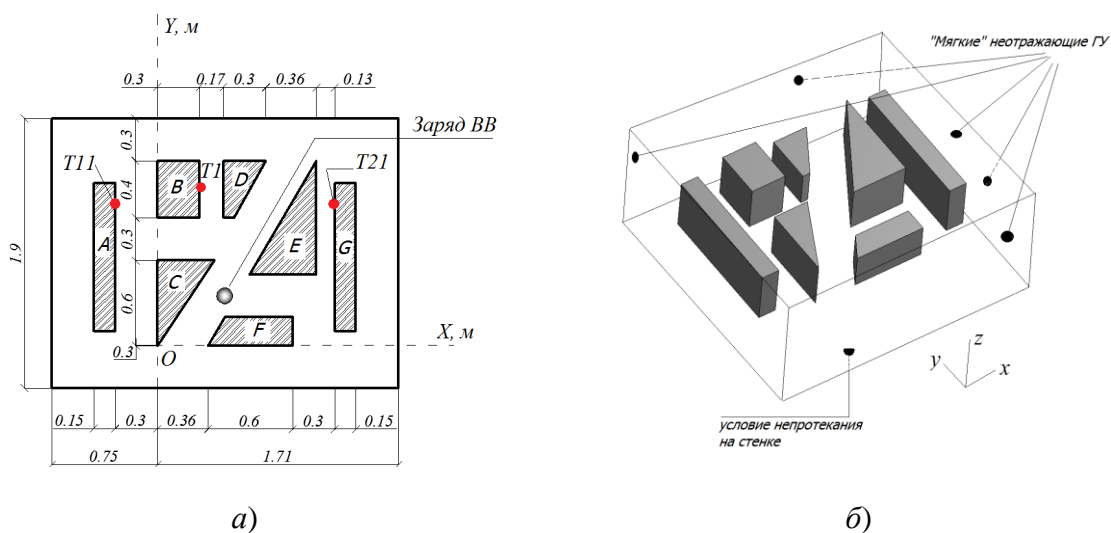 Y, м
0.3
0.17
0.3
0.36
0.13
Заряд ВВ
0.3
T11
T1
T21
B
D
0.4
A
E
G
0.3
1.9
C
0.6
F
X, м
0.3
O
0.15
0.3
0.36
0.6
0.3
0.15
0.75
1.71
а)
"Мягкие" неотражающие ГУ
z
y
x
условие непротекания
на стенке
б)